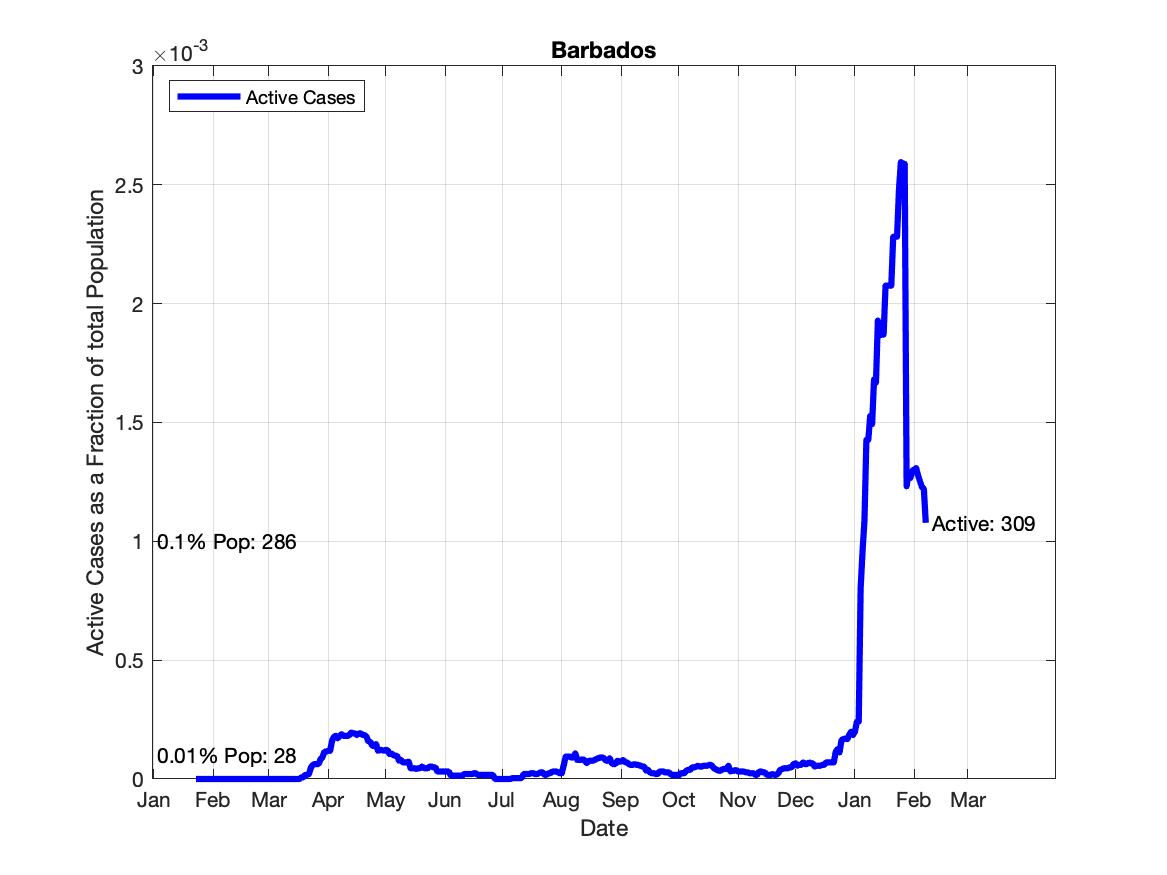 Barbados
×10-3
Active Cases
3
2.5
2
1.5
1
0.5
0
Active Cases as a Fraction of total Population
0.1% Pop: 286
0.01% Pop: 28
Active: 309
Jan Feb Mar Apr May Jun Jul Aug Sep Oct Nov Dec Jan Feb Mar
Date